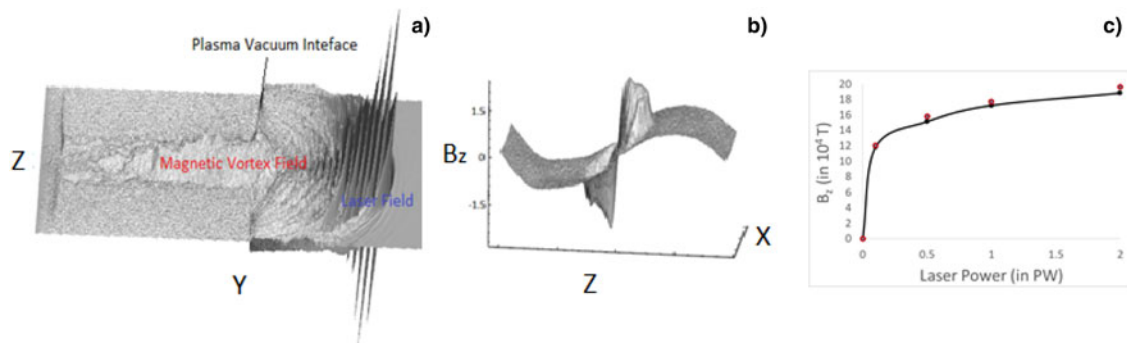 a)
Plasma Vacuum Inteface
Z
Magnetic Vortex Field
Laser Field
Y
b)
1.5
Bz
0
-1.5
X
Z
c)
20
18
16
14
12
10
8
6
4
2
0
Bz (in 10⁴ T)
0 0.5 1 1.5 2
Laser Power (in PW)